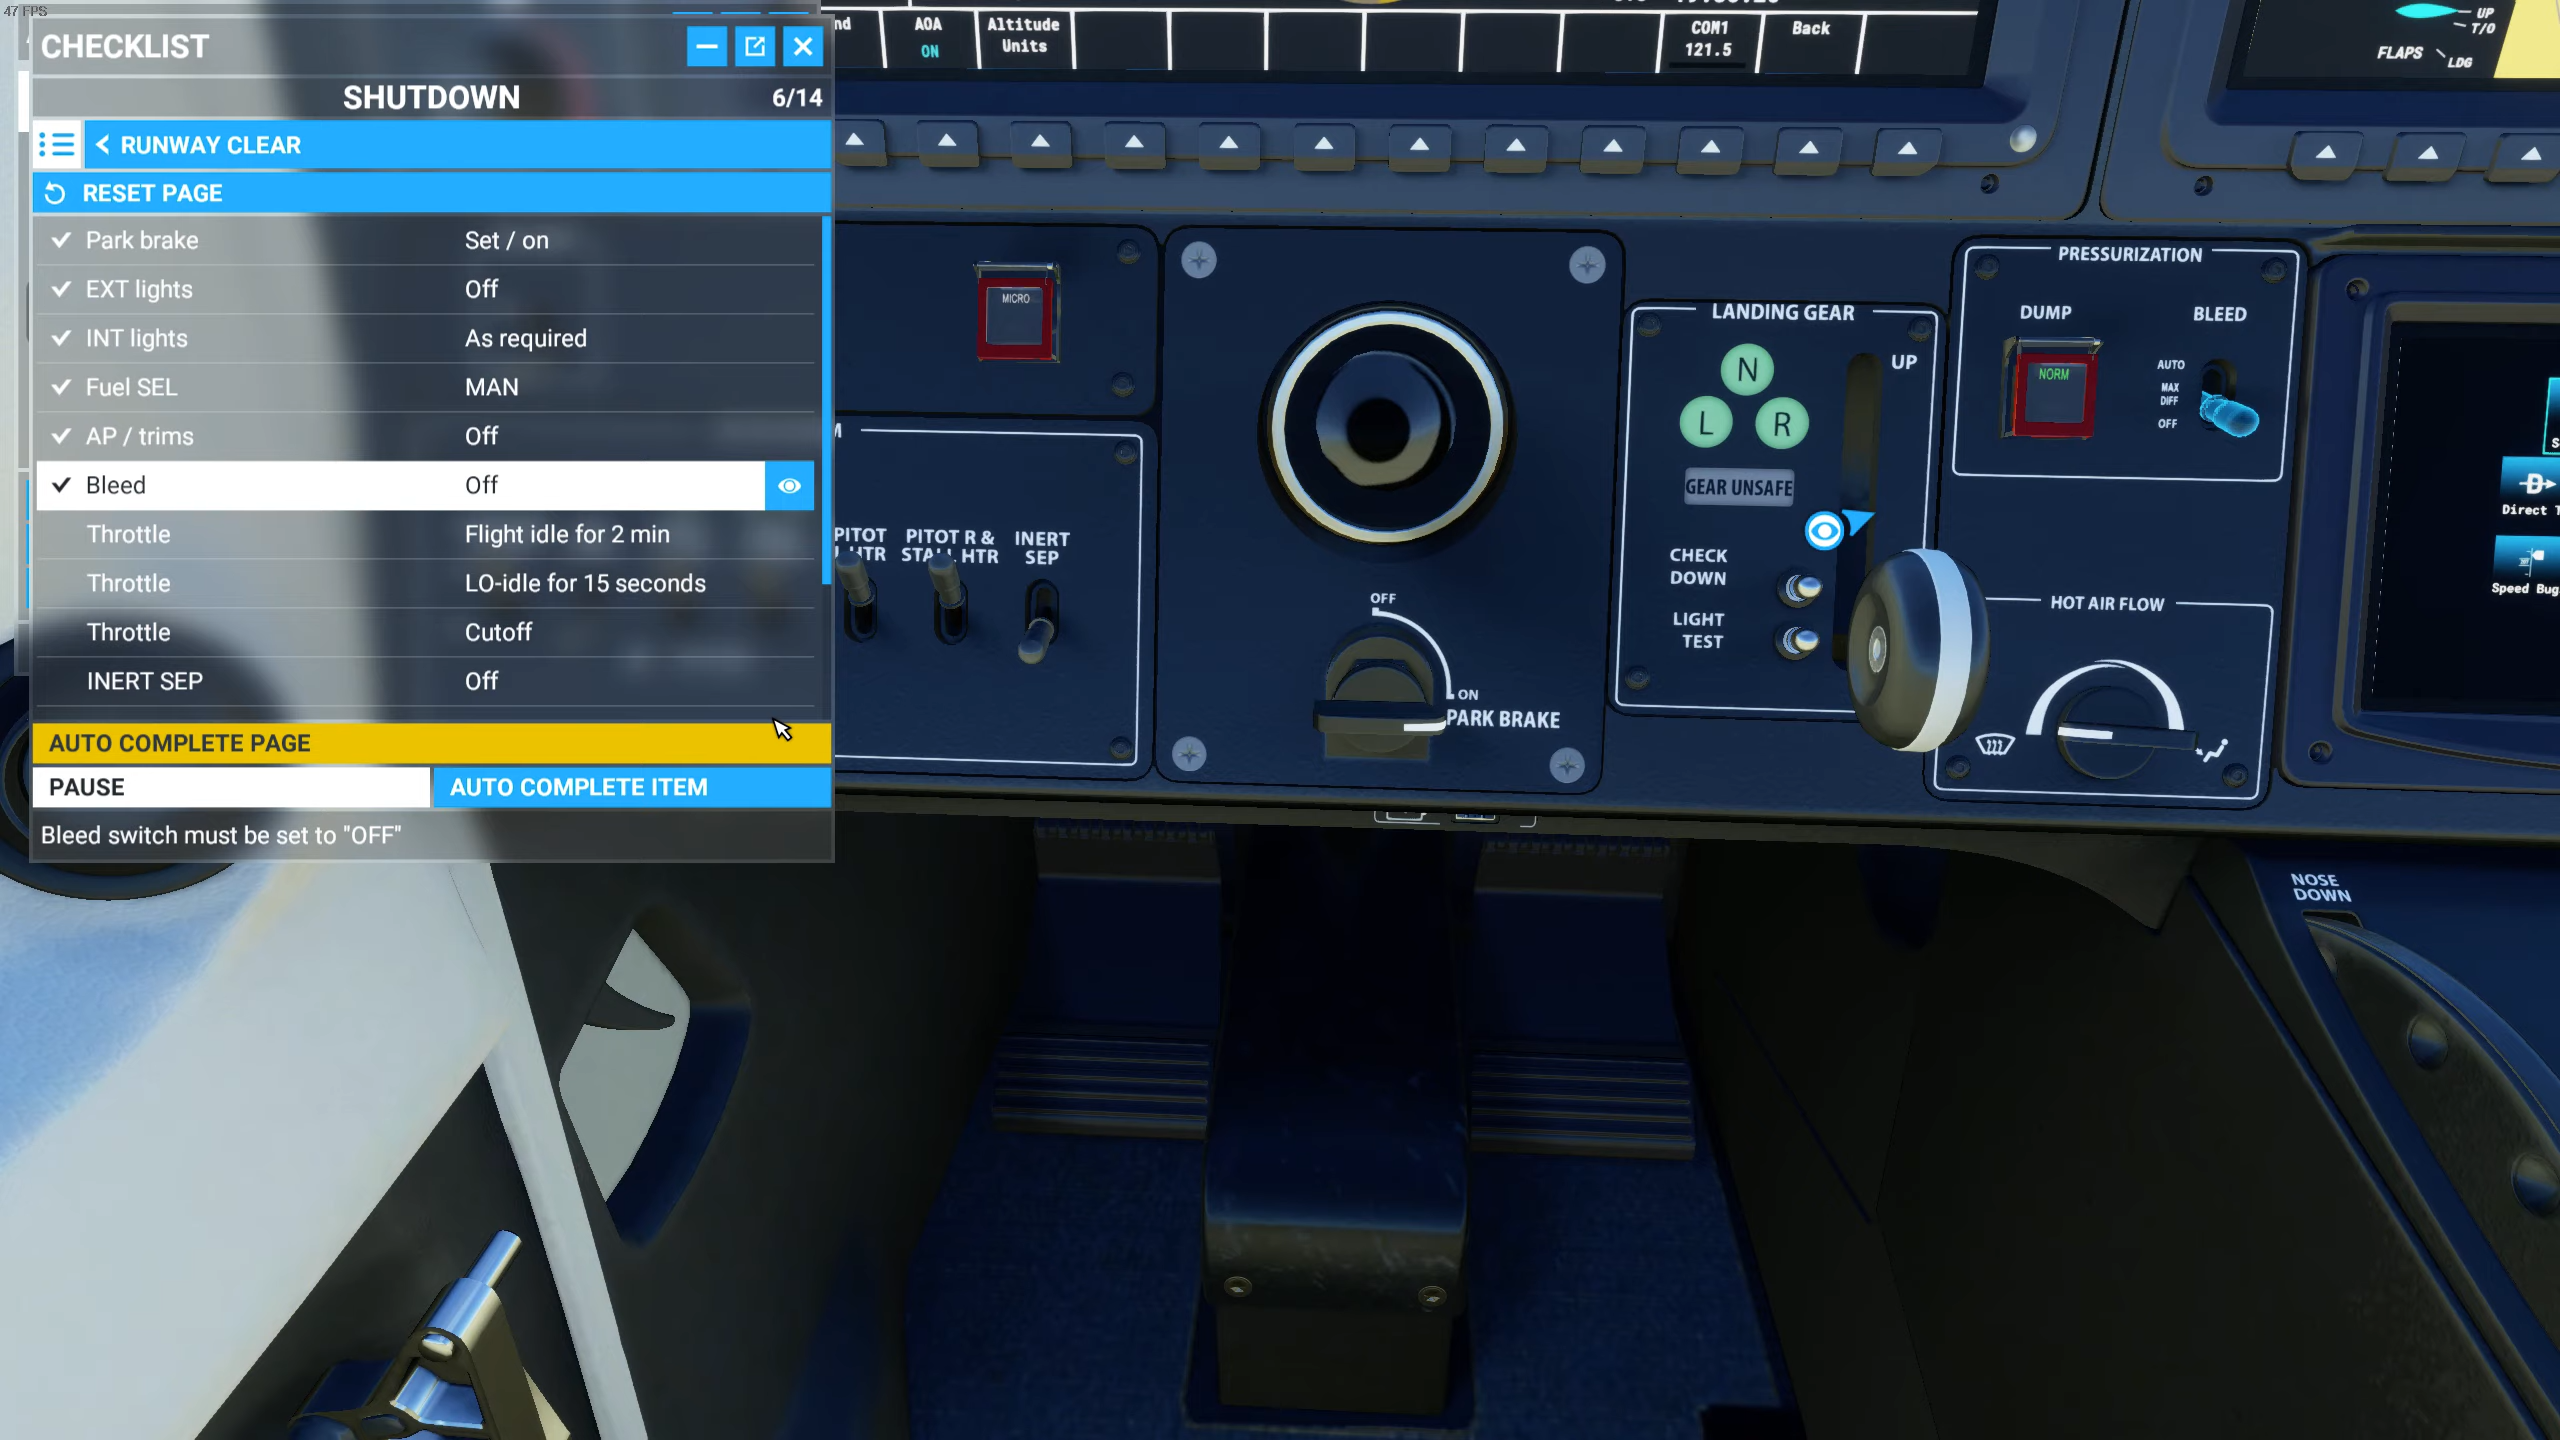 47 FPS
CHECKLIST
SHUTDOWN 6/14
RUNWAY CLEAR
RESET PAGE
Park brake Set / on
EXT lights Off
INT lights As required
Fuel SEL MAN
AP / trims Off
Bleed Off
Throttle Flight idle for 2 min
Throttle LO-idle for 15 seconds
Throttle Cutoff
INERT SEP Off
AUTO COMPLETE PAGE
PAUSE AUTO COMPLETE ITEM
Bleed switch must be set to "OFF"
AOA
ON
Altitude
Units
COM1
121.5
Back
UP
T/O
FLAPS
LDG
MICRO
PITOT
HTR
PITOT R &
STALL HTR
INERT
SEP
OFF
ON
PARK BRAKE
LANDING GEAR
N
L R
UP
GEAR UNSAFE
CHECK
DOWN
LIGHT
TEST
PRESSURIZATION
DUMP
NORM
BLEED
AUTO
MAX
DIFF
OFF
HOT AIR FLOW
D
Direct
Speed Bug
NOSE
DOWN